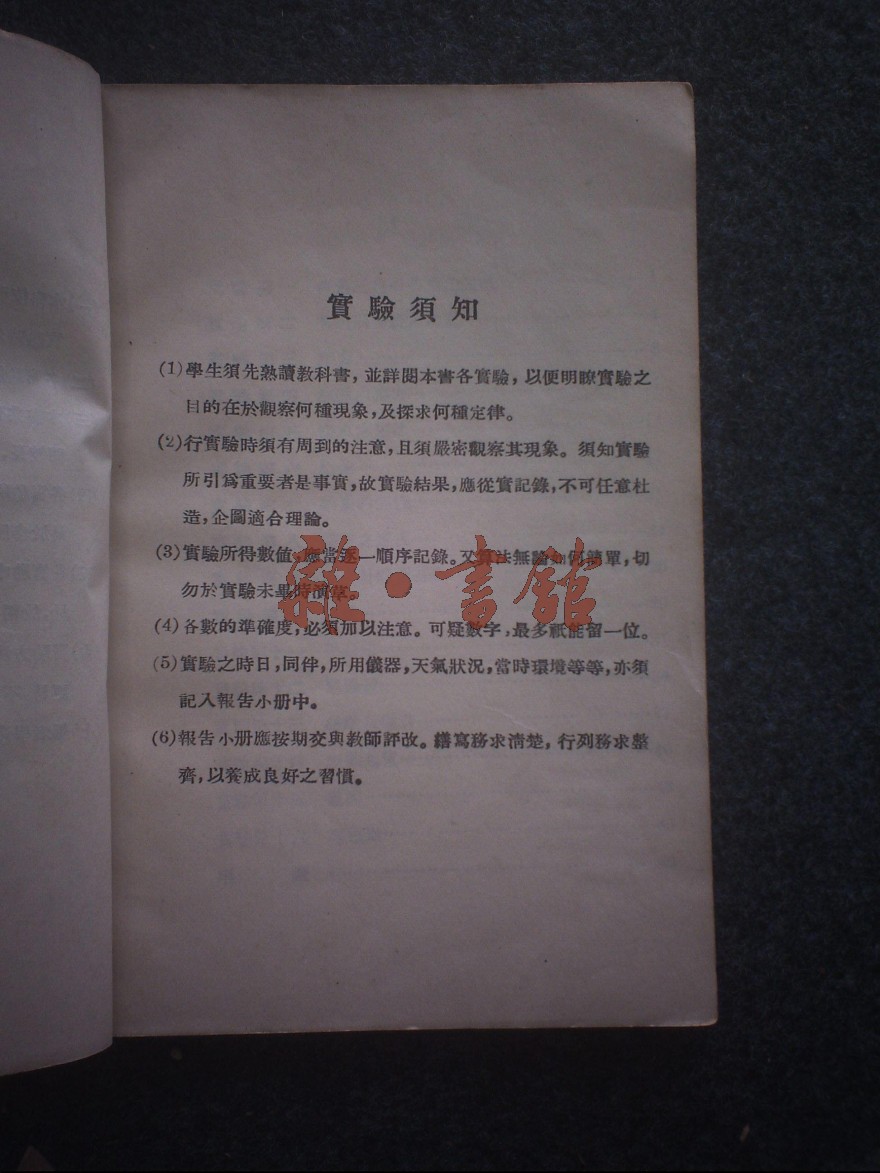 實驗須知
(1)學生須先熟讀教科書,並詳閱本書各實驗,以便明瞭實驗之
目的在於觀察何種現象,及探求何種定律。
(2)行實驗時須有周到的注意,且須嚴密觀察其現象。須知實驗
所引爲重要者是事實,故實驗結果,應從實記錄,不可任意杜
造,企圖適合理論。
(3)實驗所得數值,應當逐一順序記錄。又算法無論如何簡單,切
勿於實驗未畢時演算。
(4)各數的準確度,必須加以注意。可疑數字,最多祇能留一位。
(5)實驗之時日,同伴,所用儀器,天氣狀況,當時環境等等,亦須
記入報告小册中。
(6)報告小册應按期交與教師評改。繕寫務求清楚,行列務求整
齊,以養成良好之習慣。
雜·書館